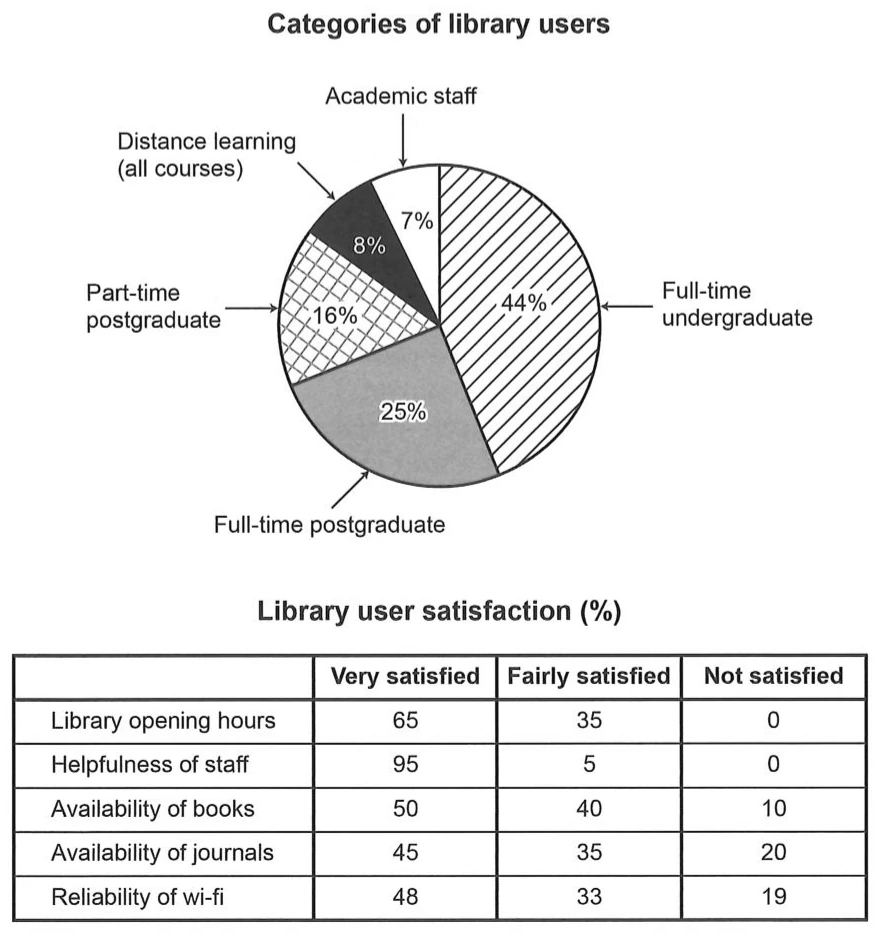 Categories of library users
Academic staff
Distance learning
(all courses)
7%
8%
Part-time
postgraduate
16%
44%
Full-time
undergraduate
25%
Full-time postgraduate
Library user satisfaction (%)
Very satisfied Fairly satisfied Not satisfied
Library opening hours 65 35 0
Helpfulness of staff 95 5 0
Availability of books 50 40 10
Availability of journals 45 35 20
Reliability of wi-fi 48 33 19